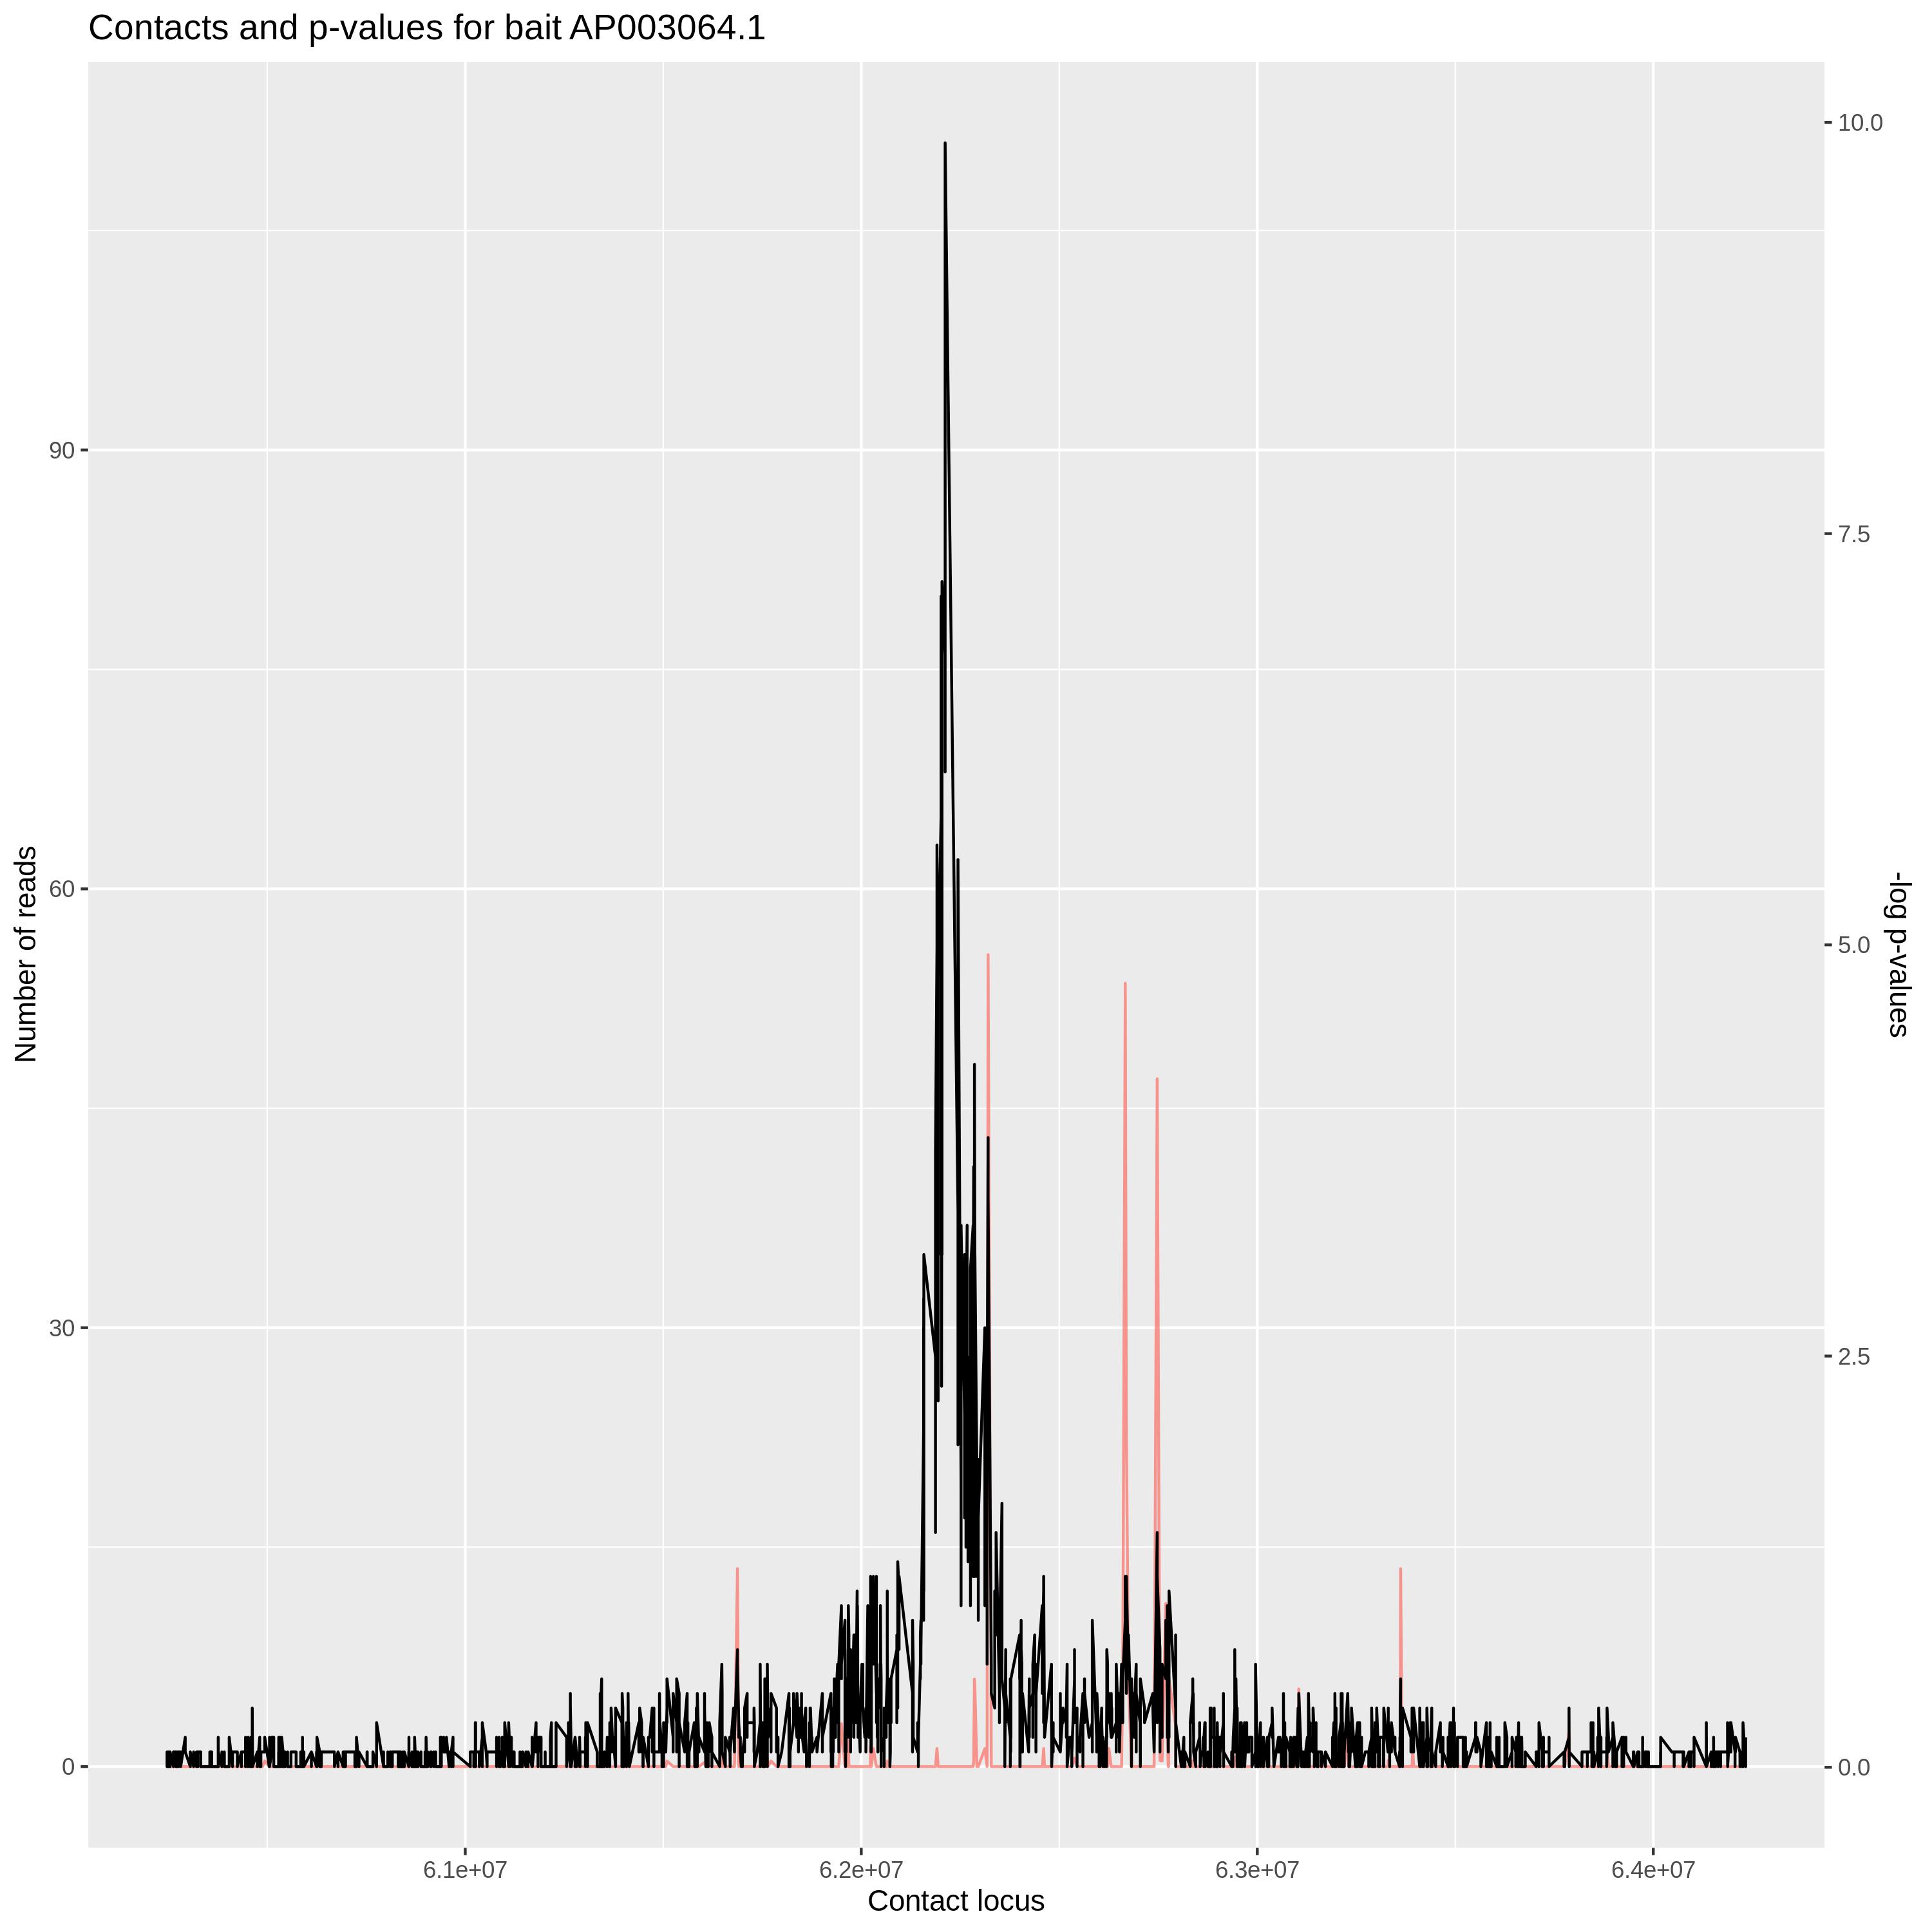 Contacts and p-values for bait AP003064.1
Number of reads
90
60
30
0
10.0
7.5
5.0
2.5
0.0
-log p-values
6.1e+07
6.2e+07
6.3e+07
6.4e+07
Contact locus